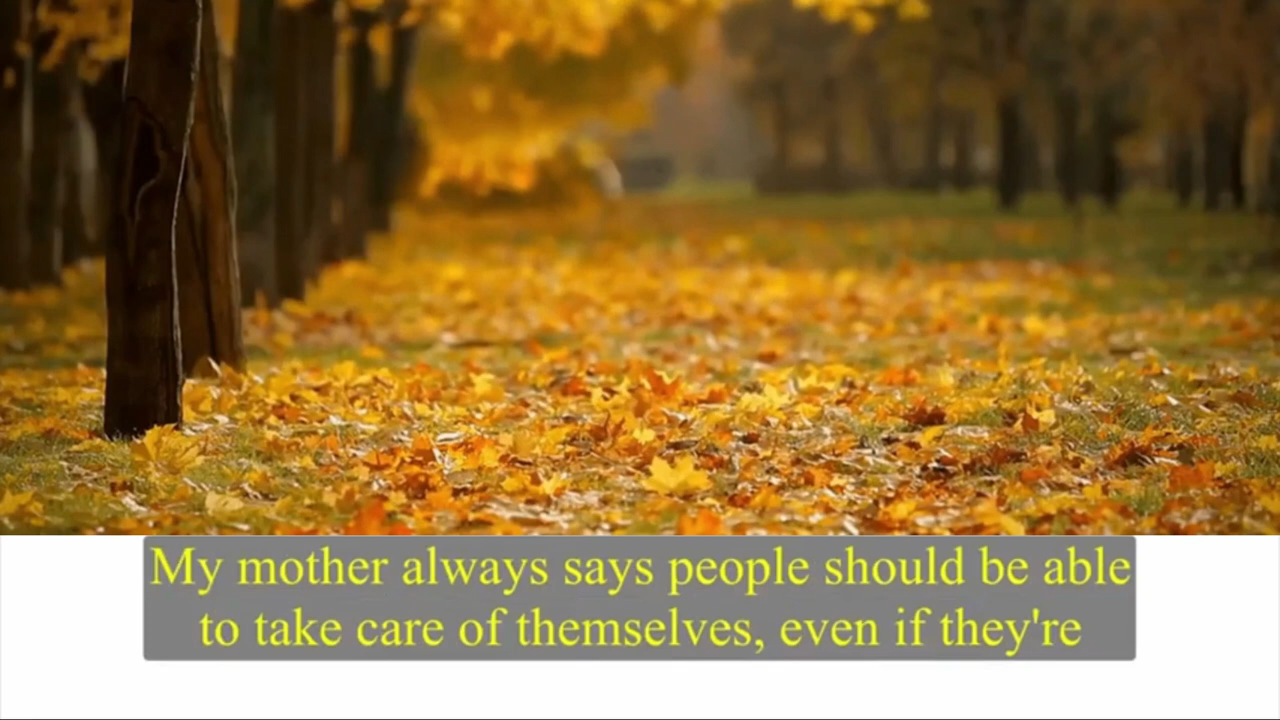 My mother always says people should be able
to take care of themselves, even if they're